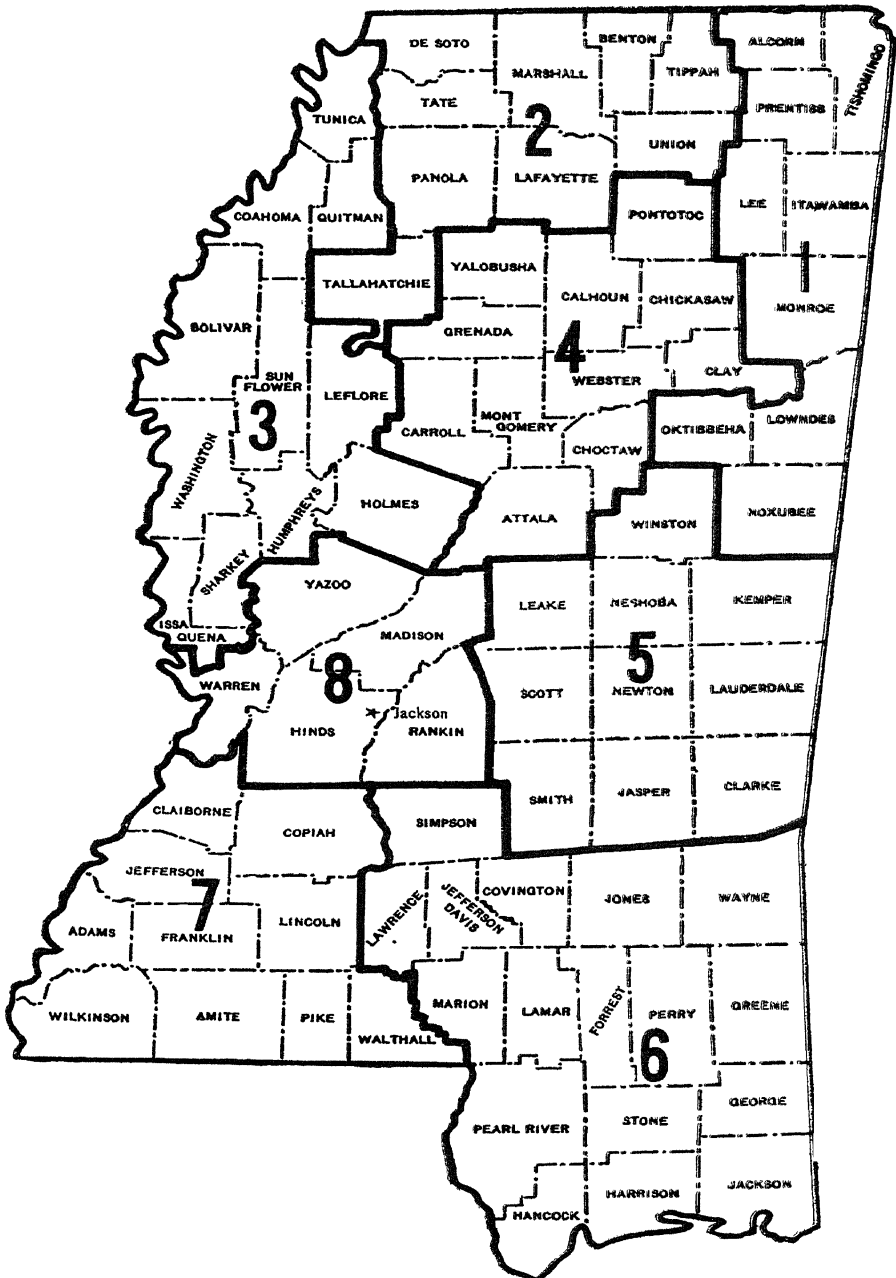 DE SOTO
BENTON
ALCORN
TISHOMINGO
MARSHALL
TIPPAH
TATE
PRENTISS
TUNICA
2
UNION
PANOLA
LAFAYETTE
LEE
ITAWAMBA
COAHOMA
QUITMAN
PONTOTOC
1
TALLAHATCHIE
YALOBUSHA
CALHOUN
CHICKASAW
MONROE
BOLIVAR
GRENADA
4
CLAY
SUN
FLOWER
WEBSTER
LEFLORE
3
MONT
GOMERY
CARROLL
OKTIBBEHA
LOWNDES
CHOCTAW
WASHINGTON
HUMPHREYS
HOLMES
ATTALA
WINSTON
NOXUBEE
SHARKEY
YAZOO
LEAKE
NESHOBA
KEMPER
ISSA
QUENA
MADISON
5
WARREN
8
SCOTT
NEWTON
LAUDERDALE
Jackson
HINDS
RANKIN
SMITH
JASPER
CLARKE
CLAIBORNE
COPIAH
SIMPSON
JEFFERSON
7
COVINGTON
JONES
WAYNE
LAWRENCE
JEFFERSON
DAVIS
ADAMS
FRANKLIN
LINCOLN
WILKINSON
AMITE
PIKE
WALTHALL
MARION
LAMAR
FORREST
PERRY
GREENE
6
PEARL RIVER
STONE
GEORGE
HANCOCK
HARRISON
JACKSON